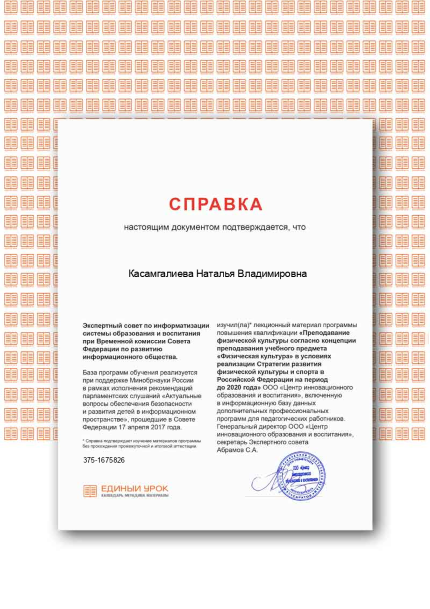 СПРАВКА
настоящим документом подтверждается, что
Касамгалиева Наталья Владимировна
Экспертный совет по информатизации
системы образования и воспитания
при Временной комиссии Совета
Федерации по развитию
информационного общества.
База программ обучения реализуется
при поддержке Минобрнауки России
в рамках исполнения рекомендаций
парламентских слушаний «Актуальные
вопросы обеспечения безопасности
и развития детей в информационном
пространстве», прошедшие в Совете
Федерации 17 апреля 2017 года.
* Справка подтверждает изучение материалов программы
без прохождения промежуточной и итоговой аттестации.
375-1675826
ЕДИНЫЙ УРОК
КАЛЕНДАРЬ МЕТОДИКИ МАТЕРИАЛЫ
изучил(ла)* лекционный материал программы
повышения квалификации «Преподавание
физической культуры согласно концепции
преподавания учебного предмета
«Физическая культура» в условиях
реализации Стратегии развития
физической культуры и спорта в
Российской Федерации на период
до 2020 года» ООО «Центр инновационного
образования и воспитания», включенную
в информационную базу данных
дополнительных профессиональных
программ для педагогических работников.
Генеральный директор ООО «Центр
инновационного образования и воспитания»,
секретарь Экспертного совета
Абрамов С.А.